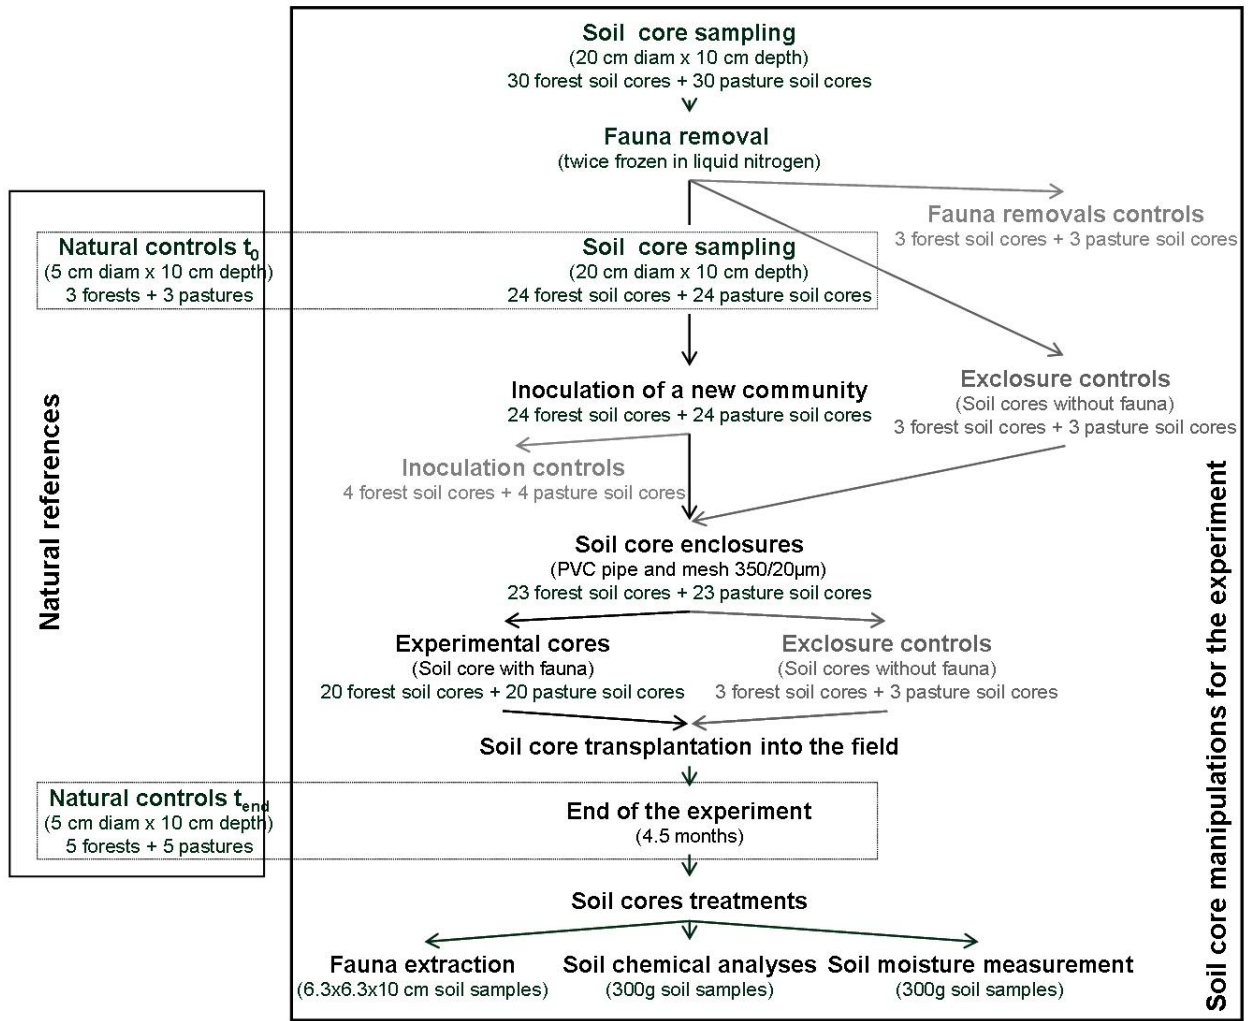 Soil core sampling
(20 cm diam x 10 cm depth)
30 forest soil cores + 30 pasture soil cores
Fauna removal
(twice frozen in liquid nitrogen)
Fauna removals controls
3 forest soil cores + 3 pasture soil cores
Natural controls t0
(5 cm diam x 10 cm depth)
3 forests + 3 pastures
Soil core sampling
(20 cm diam x 10 cm depth)
24 forest soil cores + 24 pasture soil cores
Exclosure controls
(Soil cores without fauna)
3 forest soil cores + 3 pasture soil cores
Inoculation of a new community
24 forest soil cores + 24 pasture soil cores
Inoculation controls
4 forest soil cores + 4 pasture soil cores
Soil core enclosures
(PVC pipe and mesh 350/20µm)
23 forest soil cores + 23 pasture soil cores
Experimental cores
(Soil core with fauna)
20 forest soil cores + 20 pasture soil cores
Exclosure controls
(Soil cores without fauna)
3 forest soil cores + 3 pasture soil cores
Soil core transplantation into the field
Natural controls tend
(5 cm diam x 10 cm depth)
5 forests + 5 pastures
End of the experiment
(4.5 months)
Soil cores treatments
Fauna extraction
(6.3x6.3x10 cm soil samples)
Soil chemical analyses
(300g soil samples)
Soil moisture measurement
(300g soil samples)
Natural references
Soil core manipulations for the experiment